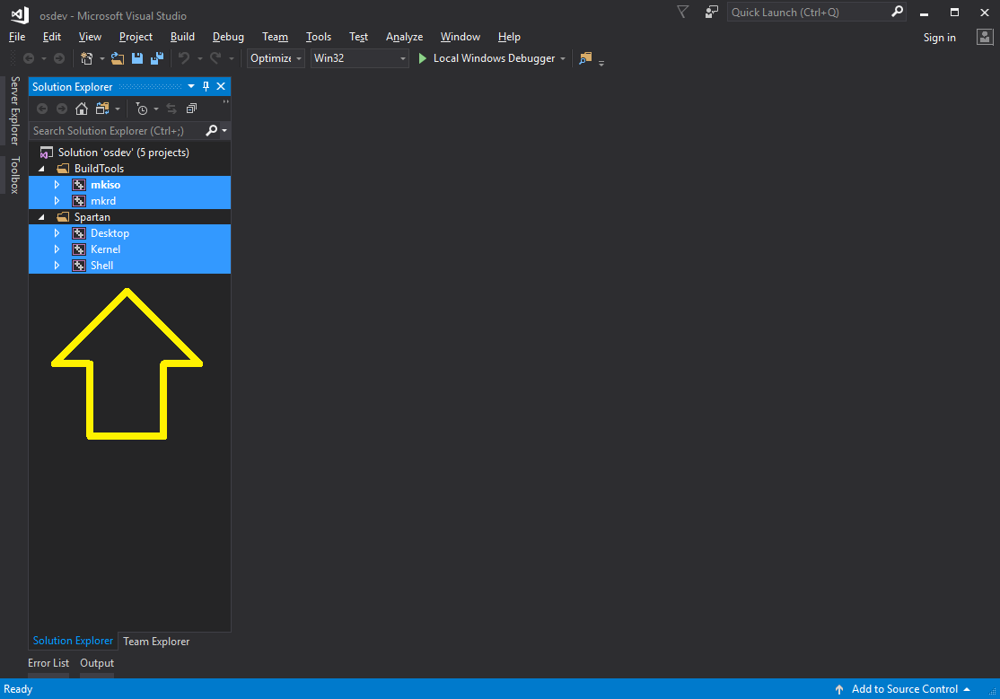 osdev - Microsoft Visual Studio
Quick Launch (Ctrl+Q)
File Edit View Project Build Debug Team Tools Test Analyze Window Help
Sign in
Optimize Win32 Local Windows Debugger
Server Explorer
Toolbox
Solution Explorer
Search Solution Explorer (Ctrl+;)
Solution 'osdev' (5 projects)
BuildTools
mkiso
mkrd
Spartan
Desktop
Kernel
Shell
Solution Explorer Team Explorer
Error List Output
Ready
Add to Source Control